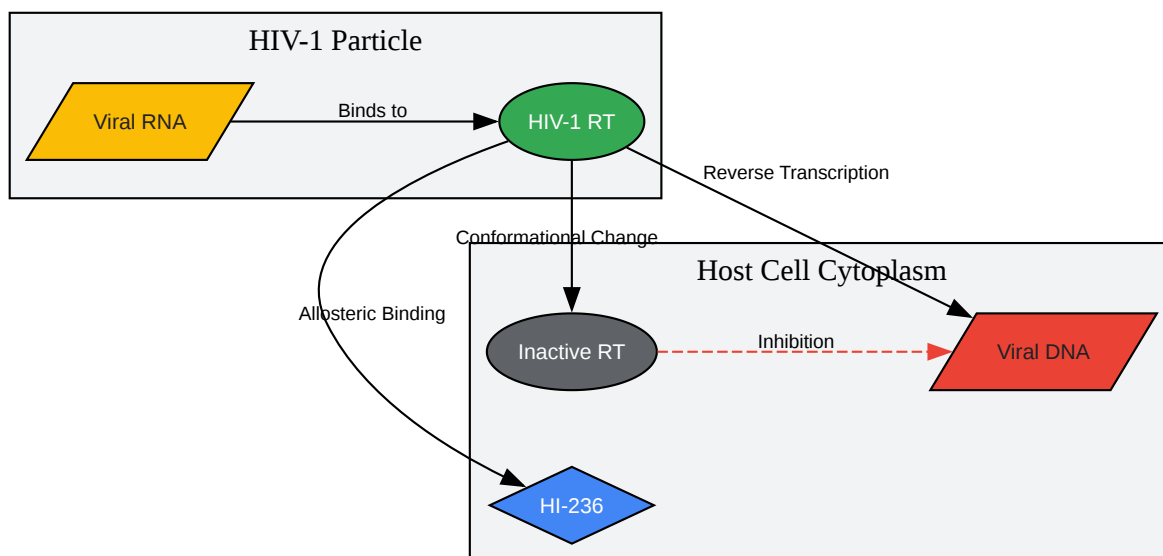 HIV-1 Particle
Viral RNA
Binds to
HIV-1 RT
Reverse Transcription
Conformational Change
Host Cell Cytoplasm
Allosteric Binding
Inactive RT
Inhibition
Viral DNA
HI-236